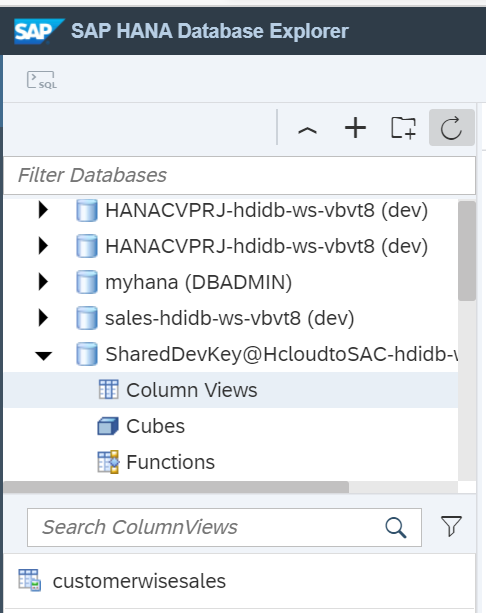 SAP SAP HANA Database Explorer
SQL
Filter Databases
HANACVPRJ-hdidb-ws-vbvt8 (dev)
HANACVPRJ-hdidb-ws-vbvt8 (dev)
myhana (DBADMIN)
sales-hdidb-ws-vbvt8 (dev)
SharedDevKey@HcloudtoSAC-hdidb-
Column Views
Cubes
Functions
Search ColumnViews
customerwisesales